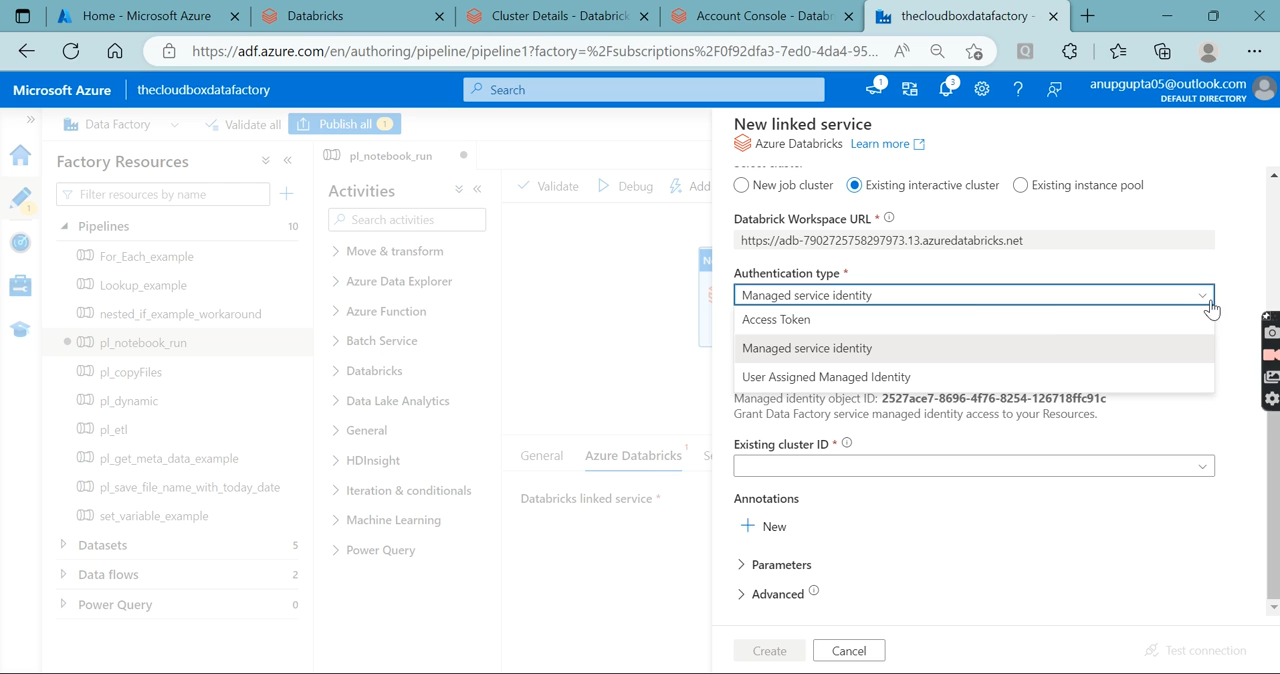 Home - Microsoft Azure
Databricks
Cluster Details - Databrick
Account Console - Datab
thecloudboxdatafactory -
https://adf.azure.com/en/authoring/pipeline/pipeline1?factory=%2Fsubscriptions%2F0f92dfa3-7ed0-4da4-95...
Microsoft Azure
thecloudboxdatafactory
Search
1
3
anupgupta05@outlook.com
DEFAULT DIRECTORY
Data Factory
Validate all
Publish all 1
Factory Resources
Filter resources by name
Pipelines 10
For_Each_example
Lookup_example
nested_if_example_workaround
pl_notebook_run
pl_copyFiles
pl_dynamic
pl_etl
pl_get_meta_data_example
pl_save_file_name_with_today_date
set_variable_example
Datasets 5
Data flows 2
Power Query 0
pl_notebook_run
Activities
Search activities
Move & transform
Azure Data Explorer
Azure Function
Batch Service
Databricks
Data Lake Analytics
General
HDInsight
Iteration & conditionals
Machine Learning
Power Query
Validate
Debug
Add
General
Azure Databricks 1
Databricks linked service *
New linked service
Azure Databricks Learn more
New job cluster
Existing interactive cluster
Existing instance pool
Databrick Workspace URL *
https://adb-7902725758297973.13.azuredatabricks.net
Authentication type *
Managed service identity
Access Token
Managed service identity
User Assigned Managed Identity
Managed identity object ID: 2527ace7-8696-4f76-8254-126718ffc91c
Grant Data Factory service managed identity access to your Resources.
Existing cluster ID *
Annotations
New
Parameters
Advanced
Create
Cancel
Test connection